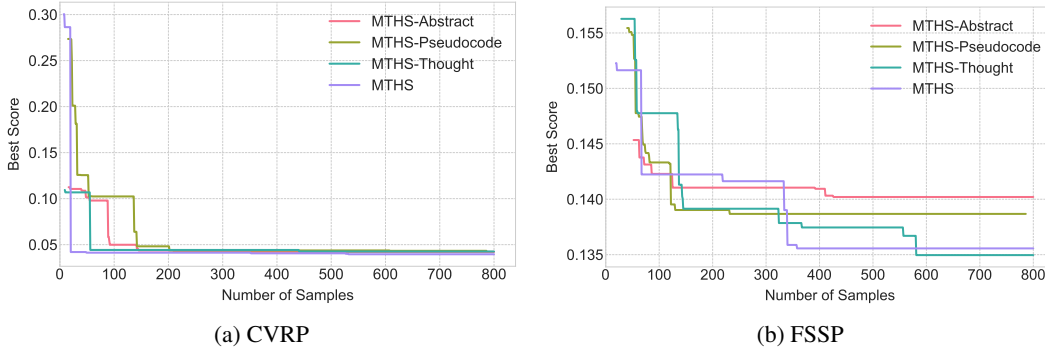 0.30
0.25
0.20
0.15
0.10
0.05
Best Score
MTHS-Abstract
MTHS-Pseudocode
MTHS-Thought
MTHS
0 100 200 300 400 500 600 700 800
Number of Samples
(a) CVRP
0.155
0.150
0.145
0.140
0.135
Best Score
MTHS-Abstract
MTHS-Pseudocode
MTHS-Thought
MTHS
0 100 200 300 400 500 600 700 800
Number of Samples
(b) FSSP